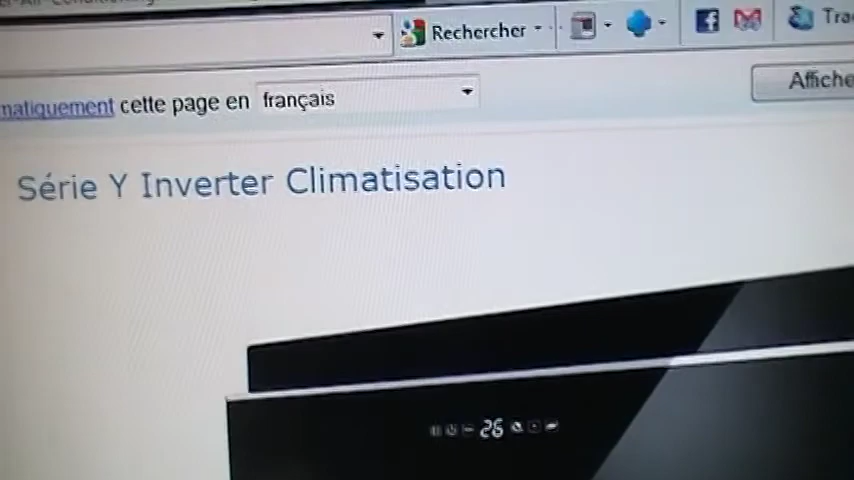 Rechercher
Tra
matiquement cette page en français
Affiche
Série Y Inverter Climatisation
26